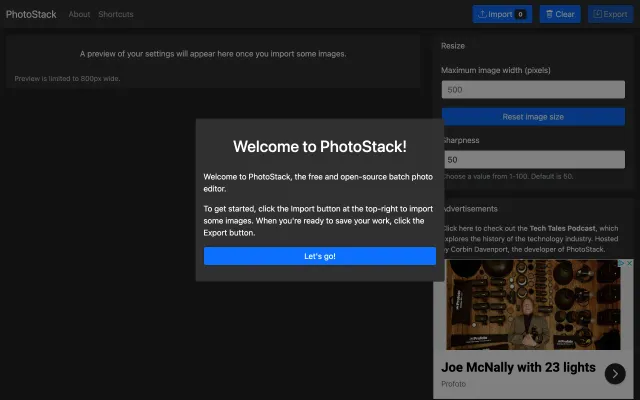 PhotoStack About Shortcuts Import 0 Clear Export
A preview of your settings will appear here once you import some images.
Preview is limited to 800px wide.
Welcome to PhotoStack!
Welcome to PhotoStack, the free and open-source batch photo
editor.
To get started, click the Import button at the top-right to import
some images. When you're ready to save your work, click the
Export button.
Let's go!
Resize
Maximum image width (pixels)
500
Reset image size
Sharpness
50
Choose a value from 1-100. Default is 50.
Advertisements
Click here to check out the Tech Tales Podcast, which
explores the history of the technology industry. Hosted
by Corbin Davenport, the developer of PhotoStack.
Profoto
Joe McNally with 23 lights
Profoto